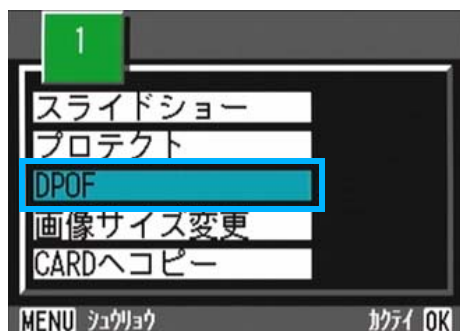 1
スライドショー
プロテクト
DPOF
画像サイズ変更
CARDへコピー
MENU ｼｭｳﾘｮｳ ｶｸﾃｲ OK